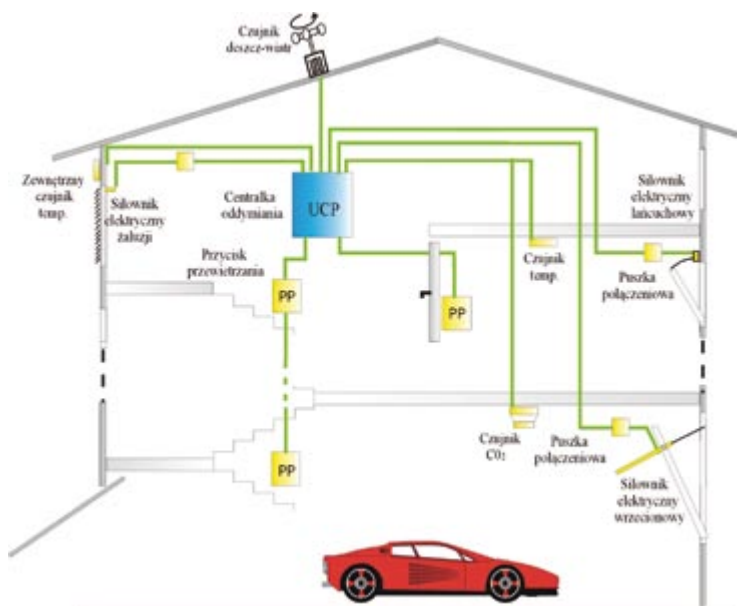 Czujnik
deszcz-wiatr
Zewnętrzny
czujnik
temp.
Siłownik
elektryczny
żaluzji
Centralka
oddymiania
UCP
Siłownik
elektryczny
łańcuchowy
Przycisk
przewietrzania
PP
PP
Czujnik
temp.
Puszka
połączeniowa
PP
Czujnik
C0₂
Puszka
połączeniowa
Siłownik
elektryczny
wrzecionowy